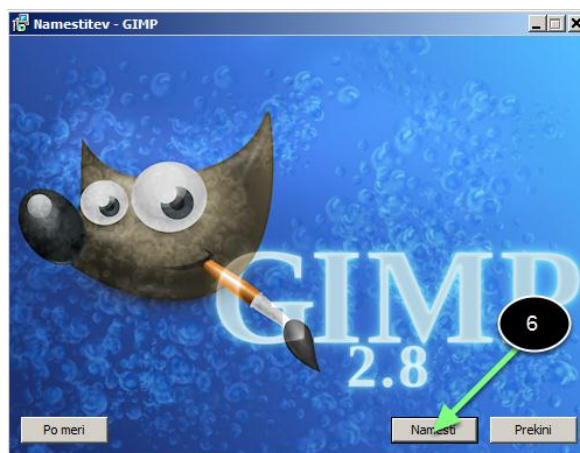 Namestitev - GIMP
GIMP
2.8
6
Po meri
Namesti
Prekini